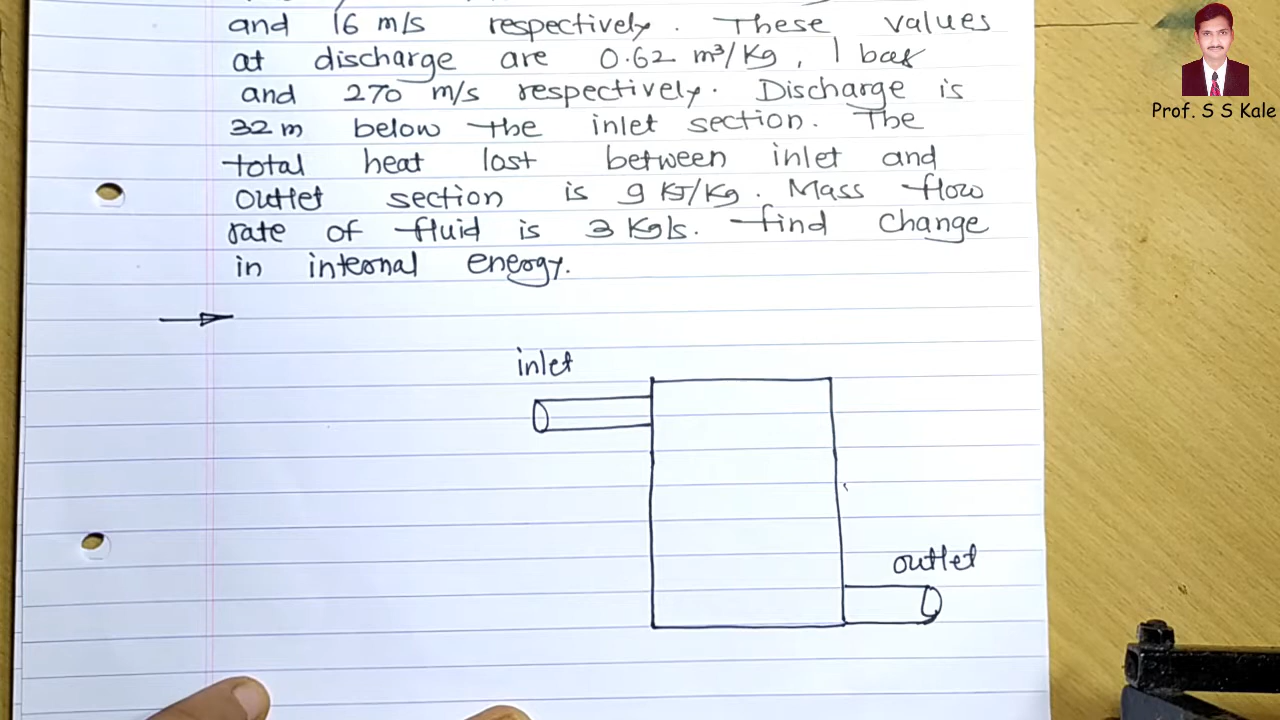 and 16 m/s respectively. These values
at discharge are 0.62 m³/kg, 1 bar
and 270 m/s respectively. Discharge is
32m below the inlet section. The
total heat lost between inlet and
outlet section is 9 KJ/Kg. Mass flow
rate of fluid is 3 Kg/s. find change
in internal energy.
inlet
outlet
Prof. S S Kale